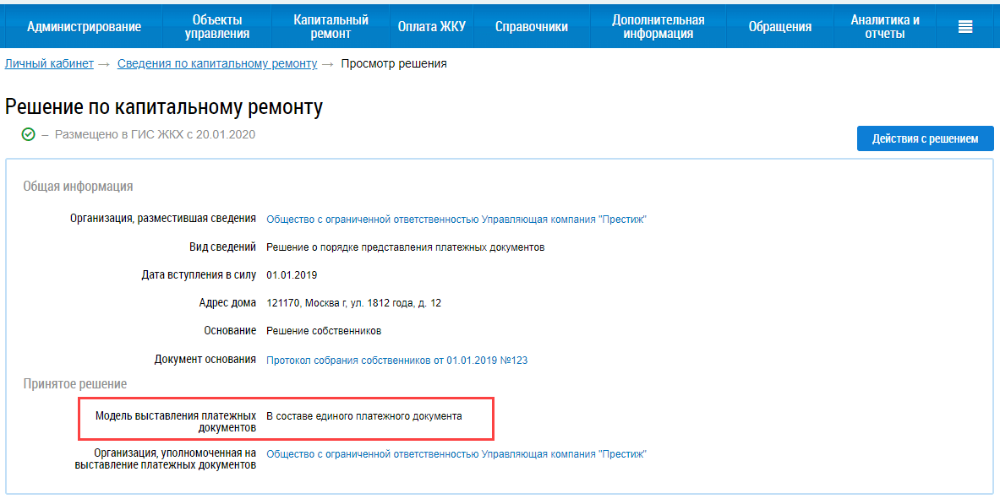 Администрирование
Объекты
управления
Капитальный
ремонт
Оплата ЖКУ
Справочники
Дополнительная
информация
Обращения
Аналитика и
отчеты
Личный кабинет → Сведения по капитальному ремонту → Просмотр решения
Решение по капитальному ремонту
– Размещено в ГИС ЖКХ с 20.01.2020
Действия с решением
Общая информация
Организация, разместившая сведения Общество с ограниченной ответственностью Управляющая компания "Престиж"
Вид сведений Решение о порядке представления платежных документов
Дата вступления в силу 01.01.2019
Адрес дома 121170, Москва г, ул. 1812 года, д. 12
Основание Решение собственников
Документ основания Протокол собрания собственников от 01.01.2019 №123
Принятое решение
Модель выставления платежных В составе единого платежного документа
документов
Организация, уполномоченная на Общество с ограниченной ответственностью Управляющая компания "Престиж"
выставление платежных документов